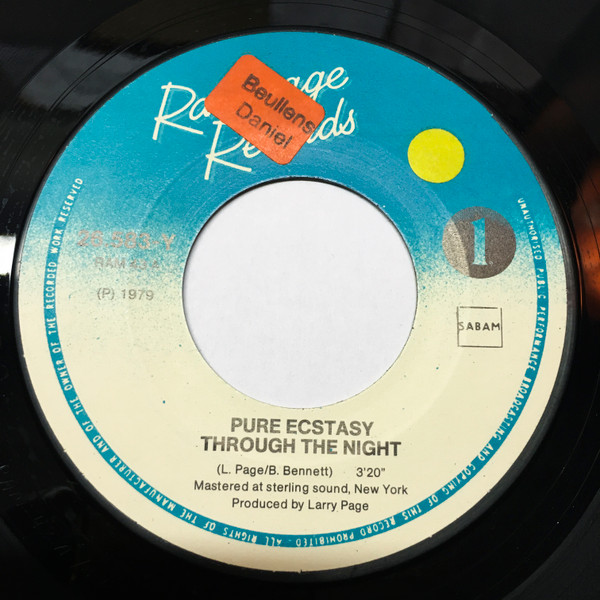 Beullens
Daniel
Records
1
(P) 1979
SABAM
PURE ECSTASY
THROUGH THE NIGHT
(L. Page/B. Bennett) 3'20"
Mastered at sterling sound, New York
Produced by Larry Page
ALL RIGHTS OF THE MANUFACTURER AND OF THE OWNER OF THE RECORDED WORK RESERVED
UNAUTHORISED PUBLIC PERFORMANCE BROADCASTING AND COPYING OF THIS RECORD PROHIBITED.